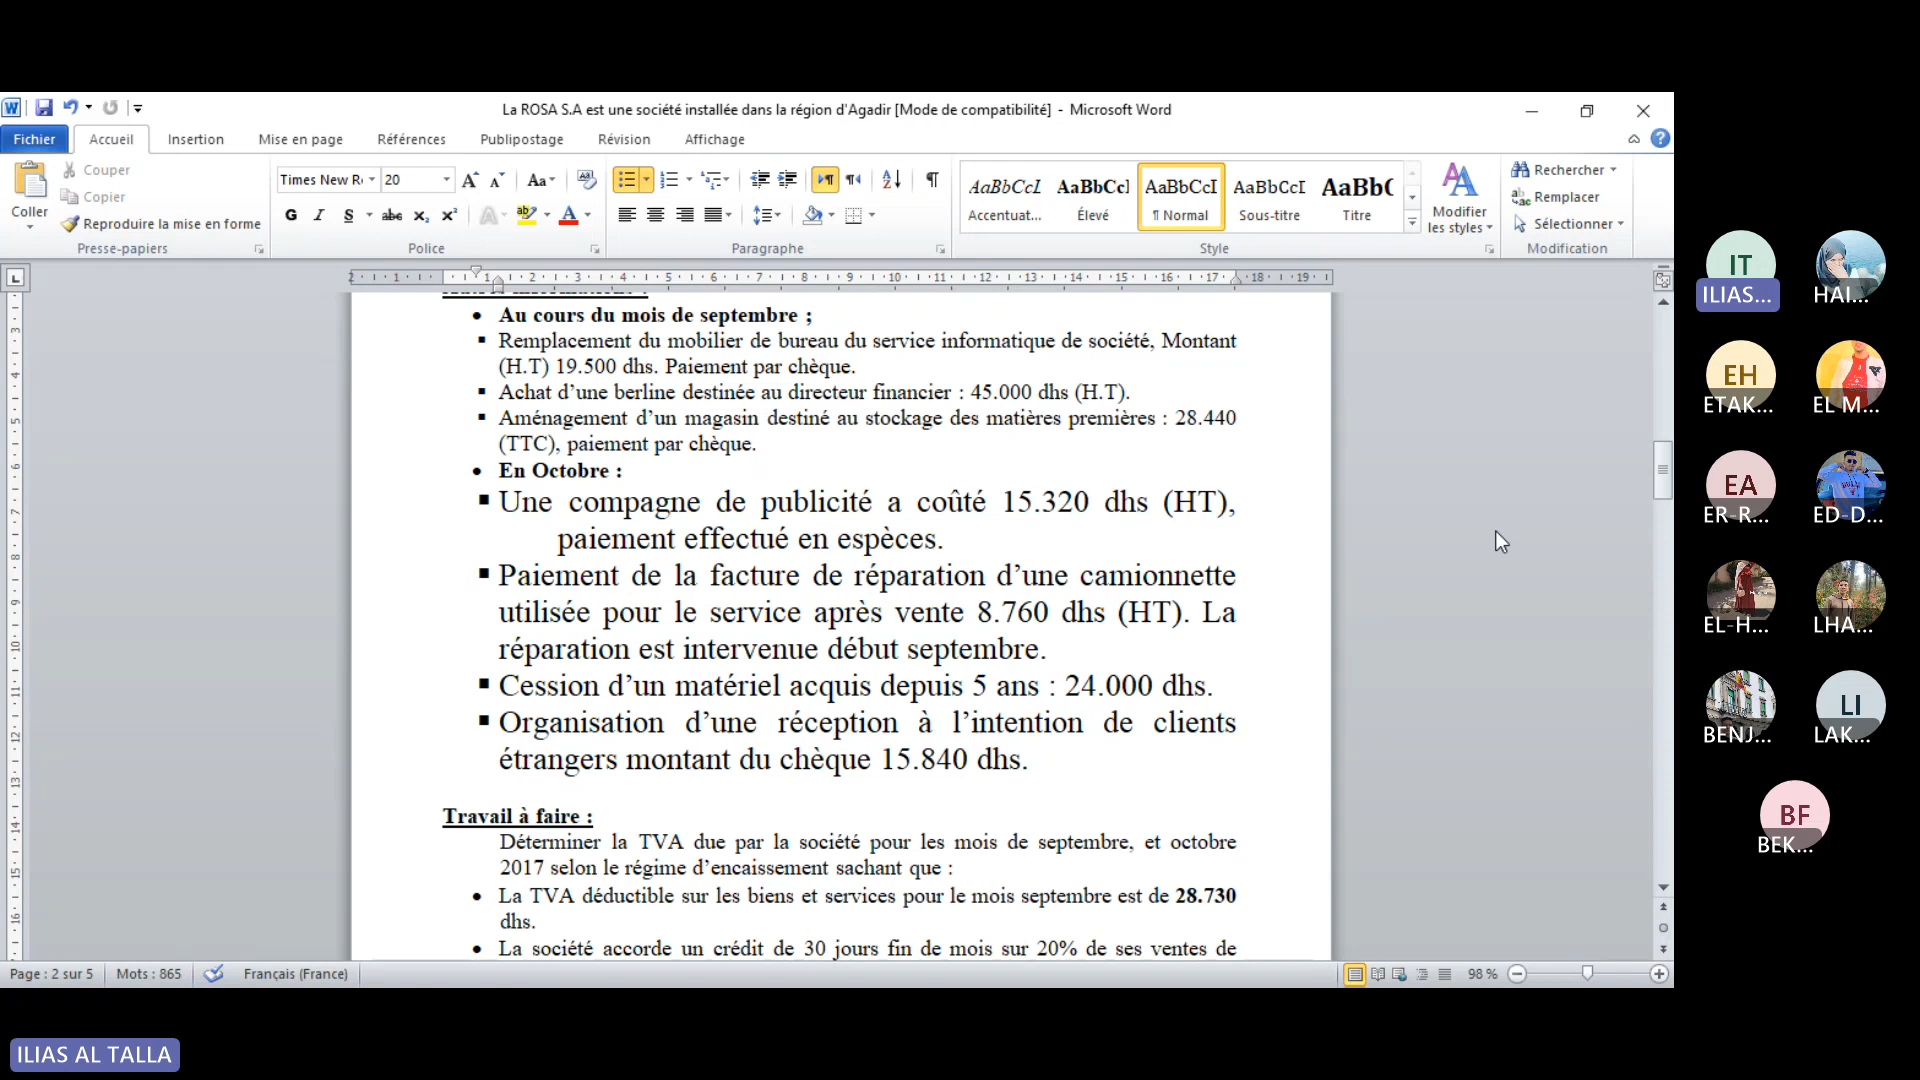 La ROSA S.A est une société installée dans la région d'Agadir [Mode de compatibilité] - Microsoft Word
Fichier Accueil Insertion Mise en page Références Publipostage Révision Affichage
Coller
Couper
Copier
Reproduire la mise en forme
Presse-papiers
Times New R 20
G I S abc
Police
Paragraphe
AaBbCcI AaBbCc AaBbCcI AaBbCcI AaBbC
Accentuat... Élevé ¶ Normal Sous-titre Titre
Style
Modifier
les styles
Rechercher
Remplacer
Sélectionner
Modification
• Au cours du mois de septembre ;
▪ Remplacement du mobilier de bureau du service informatique de société, Montant
(H.T) 19.500 dhs. Paiement par chèque.
▪ Achat d’une berline destinée au directeur financier : 45.000 dhs (H.T).
▪ Aménagement d’un magasin destiné au stockage des matières premières : 28.440
(TTC), paiement par chèque.
• En Octobre :
▪ Une compagne de publicité a coûté 15.320 dhs (HT),
paiement effectué en espèces.
▪ Paiement de la facture de réparation d’une camionnette
utilisée pour le service après vente 8.760 dhs (HT). La
réparation est intervenue début septembre.
▪ Cession d’un matériel acquis depuis 5 ans : 24.000 dhs.
▪ Organisation d’une réception à l’intention de clients
étrangers montant du chèque 15.840 dhs.
Travail à faire :
Déterminer la TVA due par la société pour les mois de septembre, et octobre
2017 selon le régime d’encaissement sachant que :
• La TVA déductible sur les biens et services pour le mois septembre est de 28.730
dhs.
• La société accorde un crédit de 30 jours fin de mois sur 20% de ses ventes de
Page : 2 sur 5 Mots : 865 Français (France) 98 %
IT
ILIAS...
HAI...
EH
ETAK...
EL M...
EA
ER-R...
ED-D...
EL-H...
LHA...
BENJ...
LI
LAK...
BF
BEK...
ILIAS AL TALLA